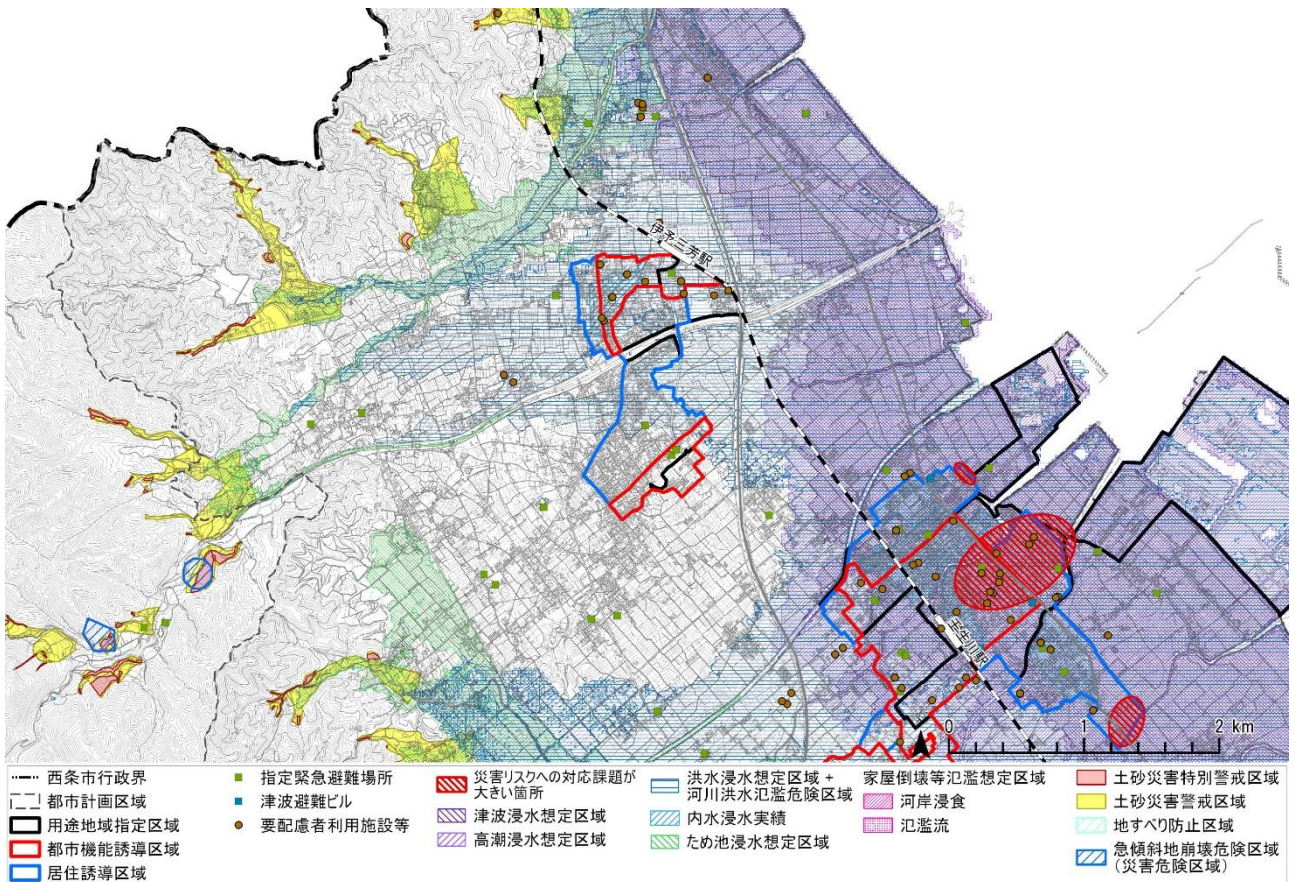 伊予三芳駅
壬生川駅
0 1 2 km
西条市行政界
都市計画区域
用途地域指定区域
都市機能誘導区域
居住誘導区域
指定緊急避難場所
津波避難ビル
要配慮者利用施設等
災害リスクへの対応課題が
大きい箇所
津波浸水想定区域
高潮浸水想定区域
洪水浸水想定区域 +
河川洪水氾濫危険区域
内水浸水実績
ため池浸水想定区域
家屋倒壊等氾濫想定区域
河岸浸食
氾濫流
土砂災害特別警戒区域
土砂災害警戒区域
地すべり防止区域
急傾斜地崩壊危険区域
(災害危険区域)